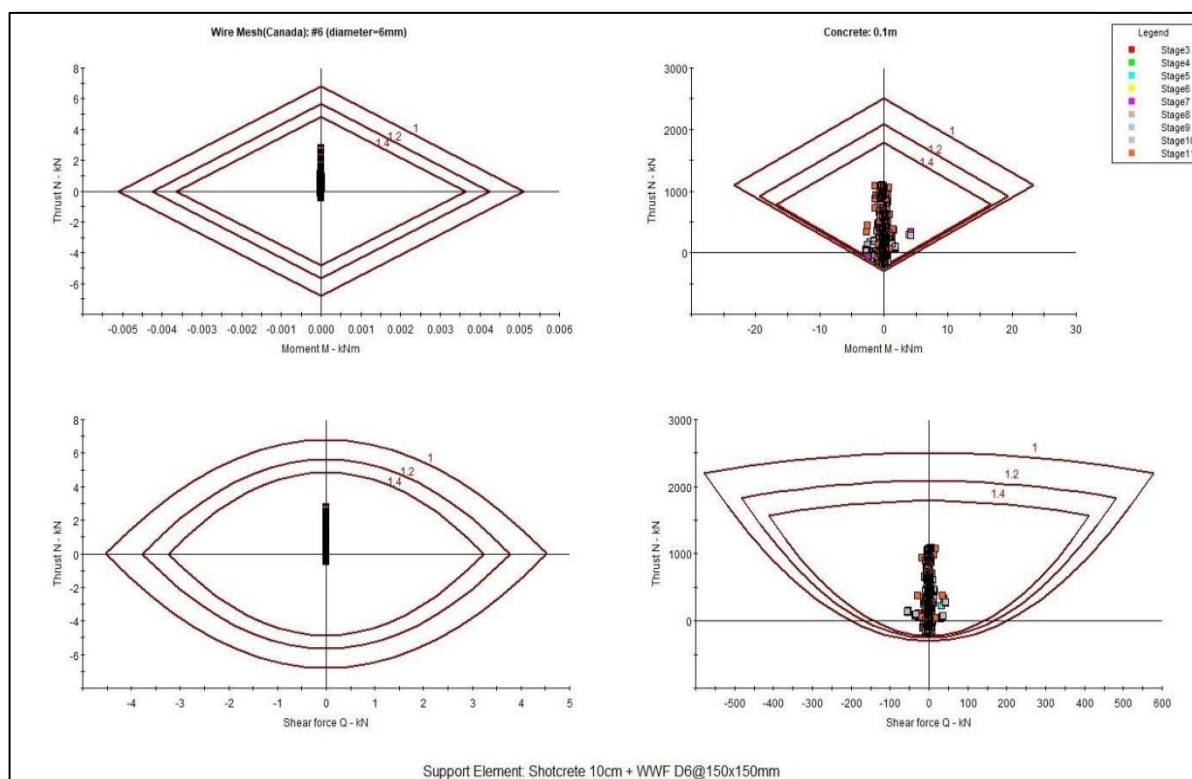 Wire Mesh(Canada): #6 (diameter=6mm)
8
6
4
2
0
-2
-4
-6
Thrust N - kN
1
1.2
1.4
-0.005 -0.004 -0.003 -0.002 -0.001 0.000 0.001 0.002 0.003 0.004 0.005 0.006
Moment M - kNm
Concrete: 0.1m
3000
2000
1000
0
Thrust N - kN
1
1.2
1.4
-20 -10 0 10 20 30
Moment M - kNm
Legend
Stage3
Stage4
Stage5
Stage6
Stage7
Stage8
Stage9
Stage10
8
6
4
2
0
-2
-4
-6
Thrust N - kN
1
1.2
1.4
-4 -3 -2 -1 0 1 2 3 4 5
Shear force Q - kN
3000
2000
1000
0
Thrust N - kN
1
1.2
1.4
-500 -400 -300 -200 -100 0 100 200 300 400 500 600
Shear force Q - kN
Support Element: Shotcrete 10cm + WWF D6@150x150mm